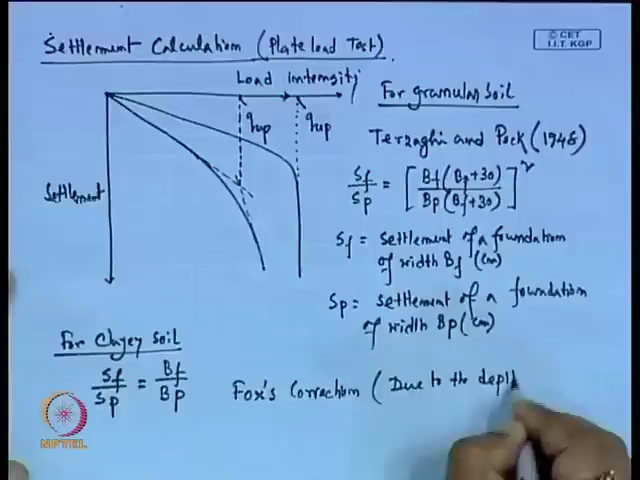 Settlement Calculation (Plate load Test).
© CET
I.I.T. KGP
Load intensity
qup
qup
Settlement
For granular soil
Terzaghi and Peck (1948)
Sf/Sp = [Bf(Bp+30)/Bp(Bf+30)]^2
Sf = settlement of a foundation
of width Bf (cm)
Sp = settlement of a foundation
of width Bp (cm)
For Clayey soil
Sf/Sp = Bf/Bp
Fox's Correction (Due to the dept
NPTEL